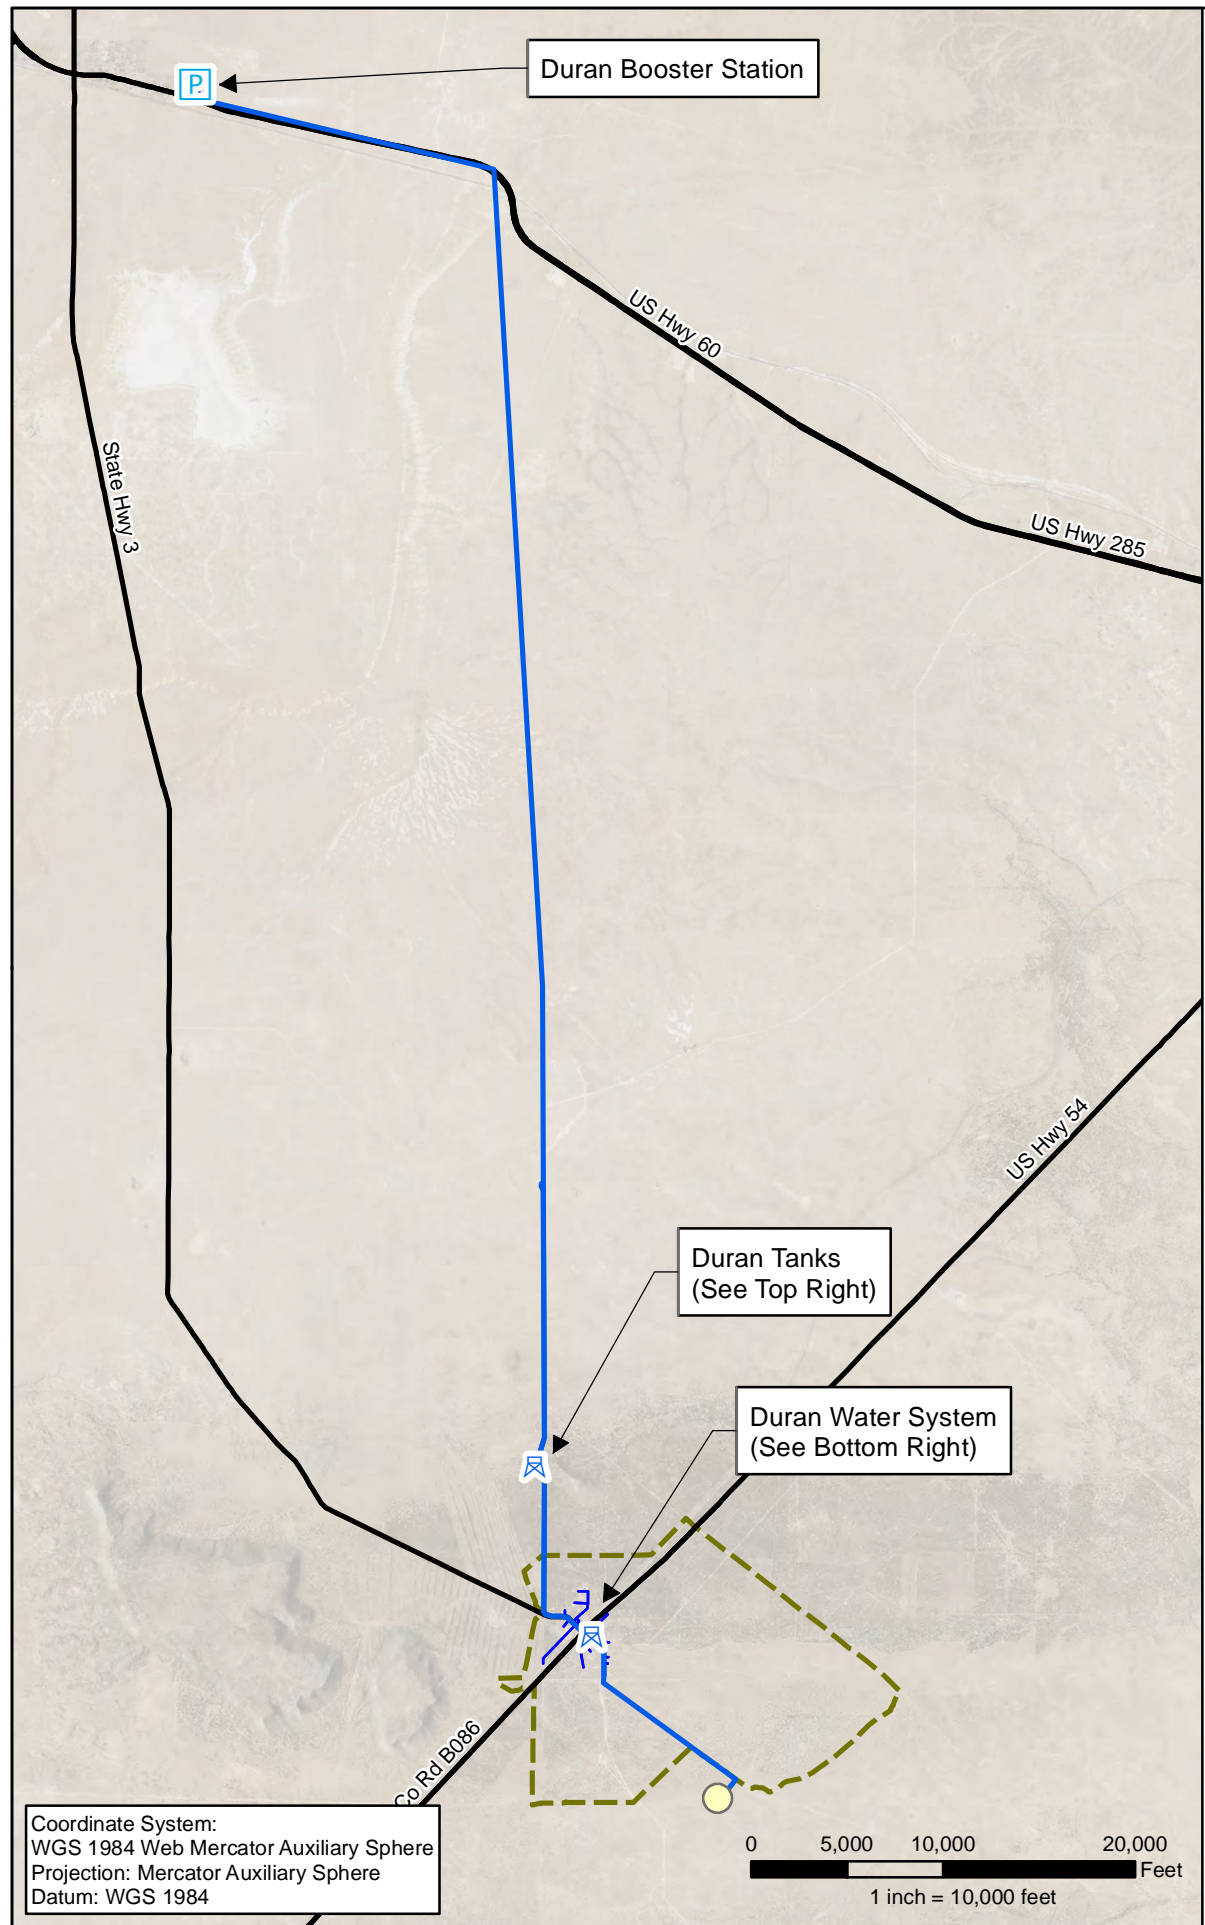 Duran Booster Station
P
US Hwy 60
State Hwy 3
US Hwy 285
US Hwy 54
Duran Tanks
(See Top Right)
Duran Water System
(See Bottom Right)
Co Rd B086
Coordinate System:
WGS 1984 Web Mercator Auxiliary Sphere
Projection: Mercator Auxiliary Sphere
Datum: WGS 1984
0 5,000 10,000 20,000
Feet
1 inch = 10,000 feet